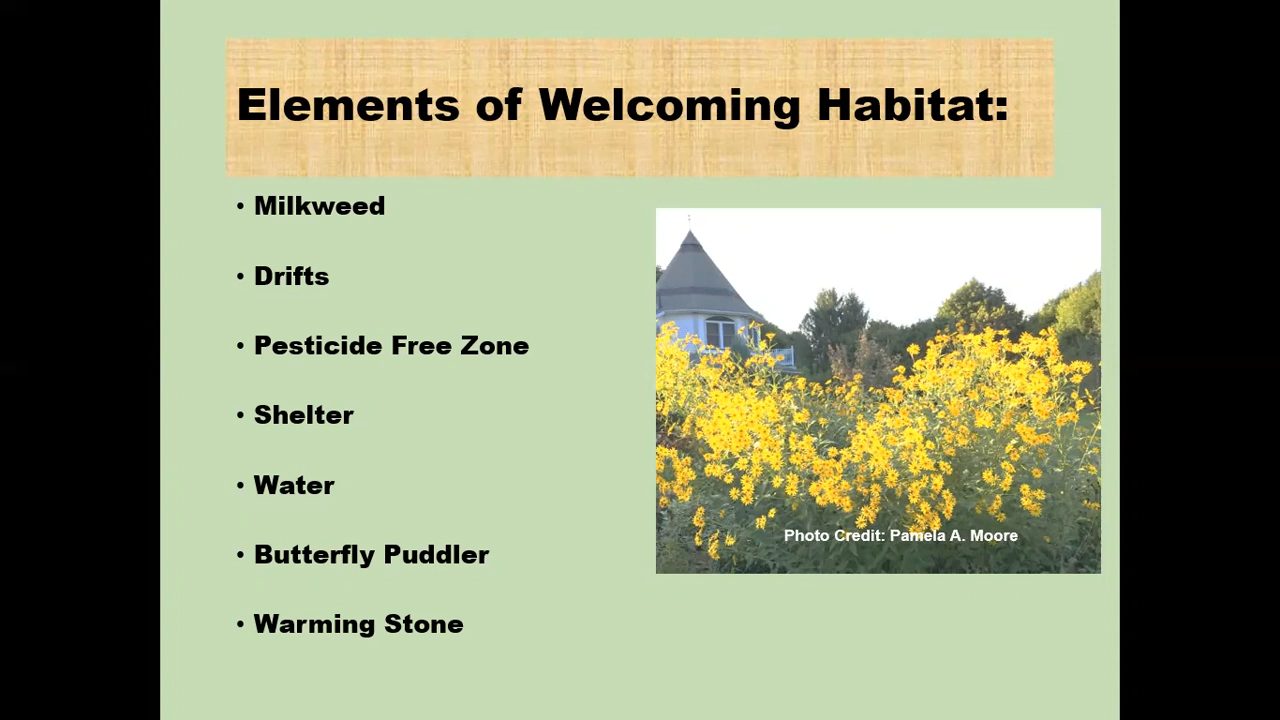 Elements of Welcoming Habitat:
• Milkweed
• Drifts
• Pesticide Free Zone
• Shelter
• Water
• Butterfly Puddler
• Warming Stone
Photo Credit: Pamela A. Moore